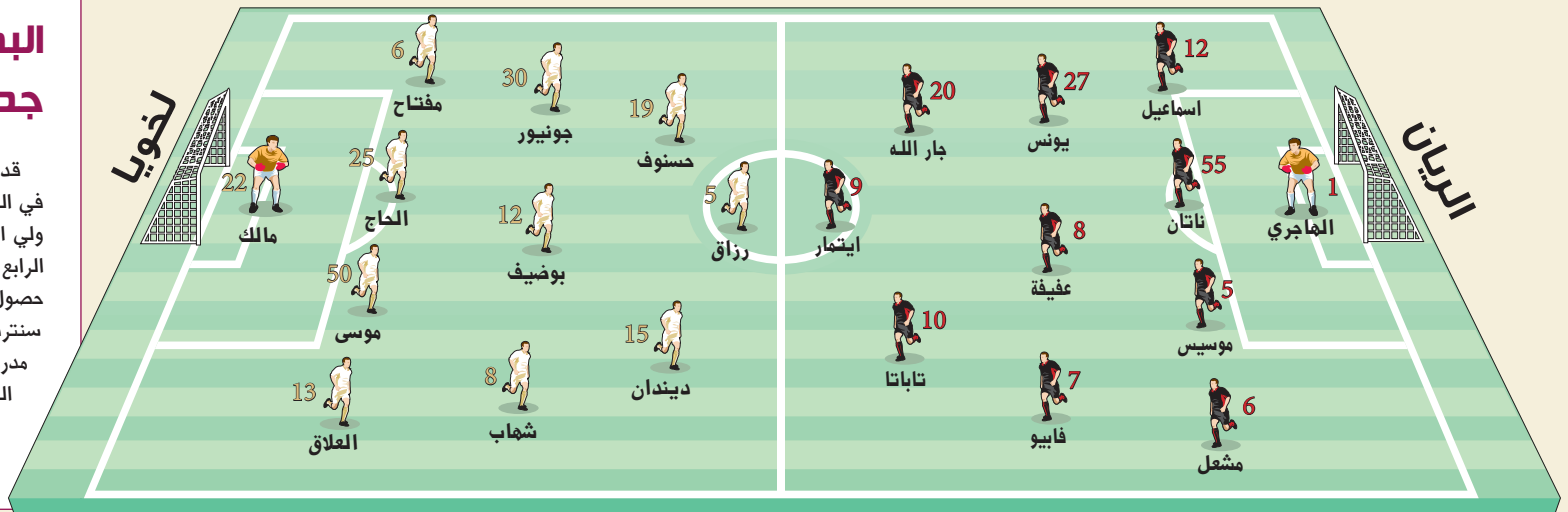 لخويا
22
مالك
6
مفتاح
25
الحاج
50
موسى
13
العلاق
30
جونيور
12
بوضيف
8
شهاب
19
حسنوف
15
ديندان
5
رزاق
الريان
1
الهاجري
12
اسماعيل
55
ناتان
5
موسيس
6
مشعل
27
يونس
8
عفيفة
7
فابيو
20
جار الله
10
تاباتا
9
ايتمار
ولي
الرابع